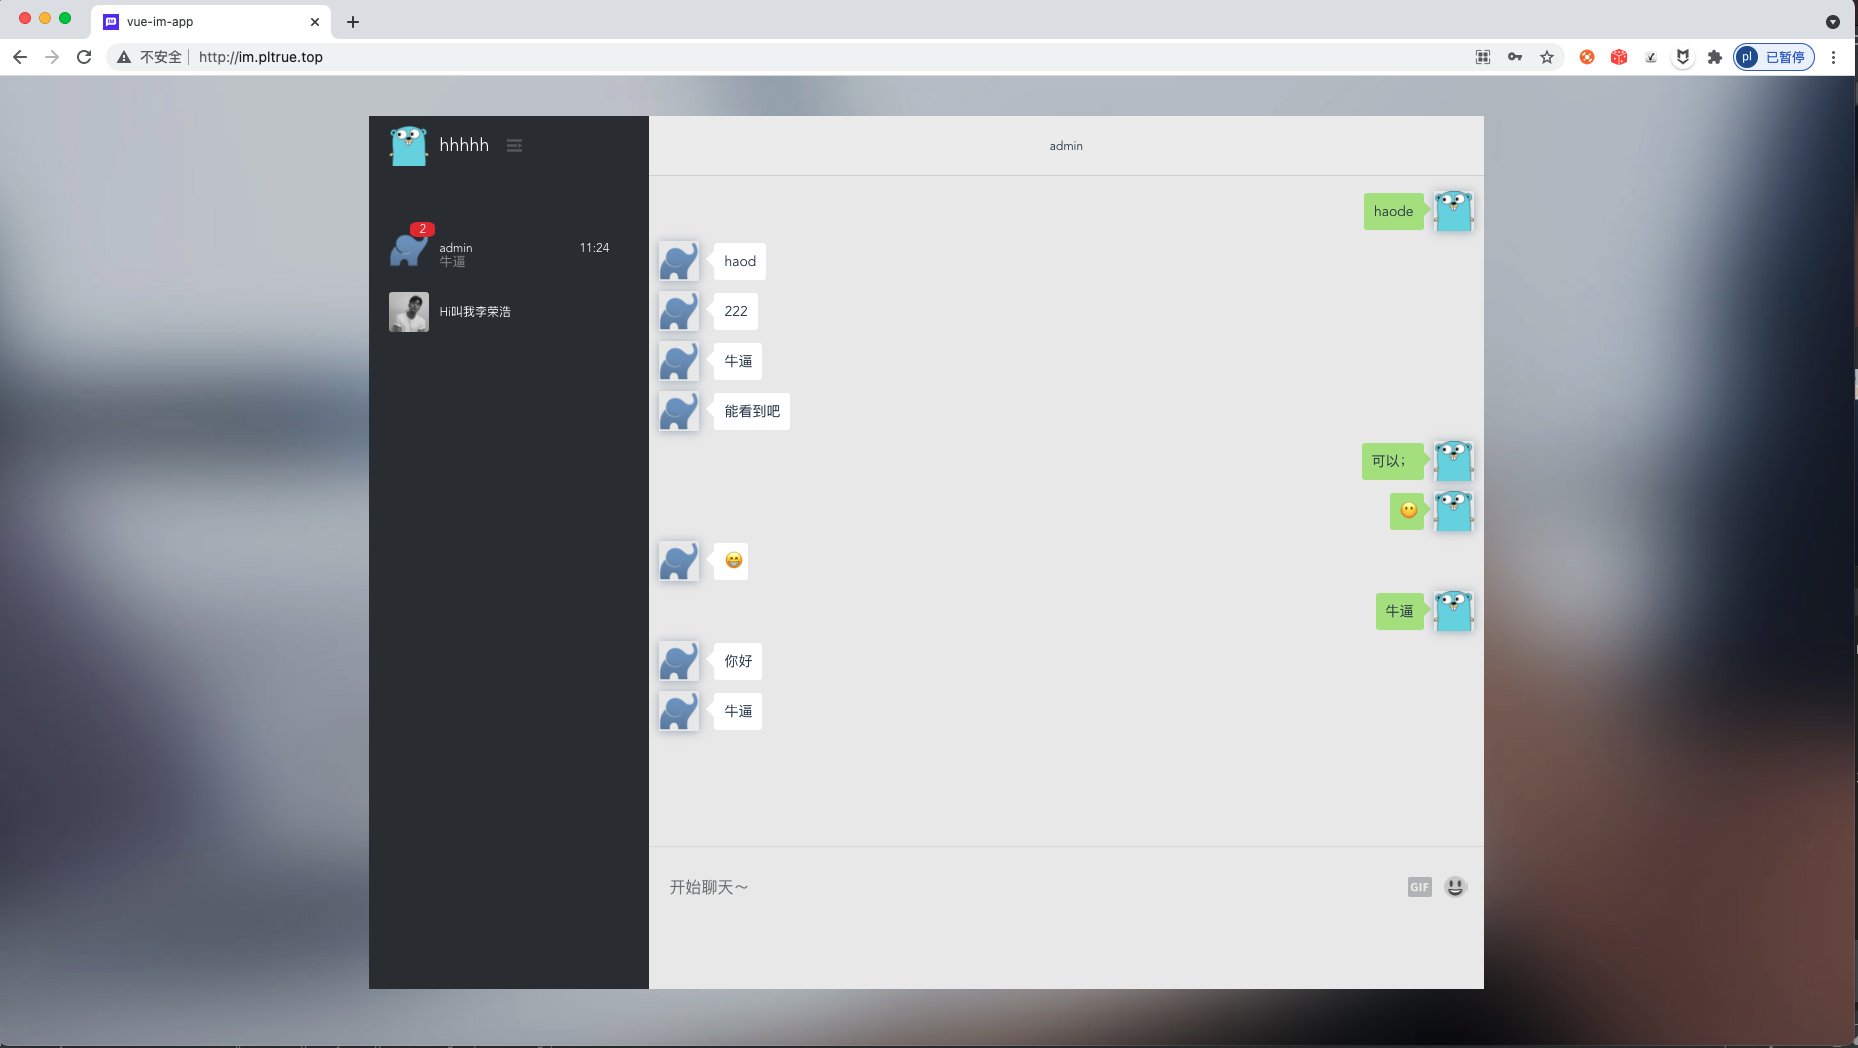 vue-im-app
不安全
http://im.pltrue.top
pl
已暂停
hhhhh
2
admin
11:24
牛逼
Hi叫我李荣浩
admin
haode
haod
222
牛逼
能看到吧
可以；
牛逼
你好
牛逼
开始聊天～
GIF